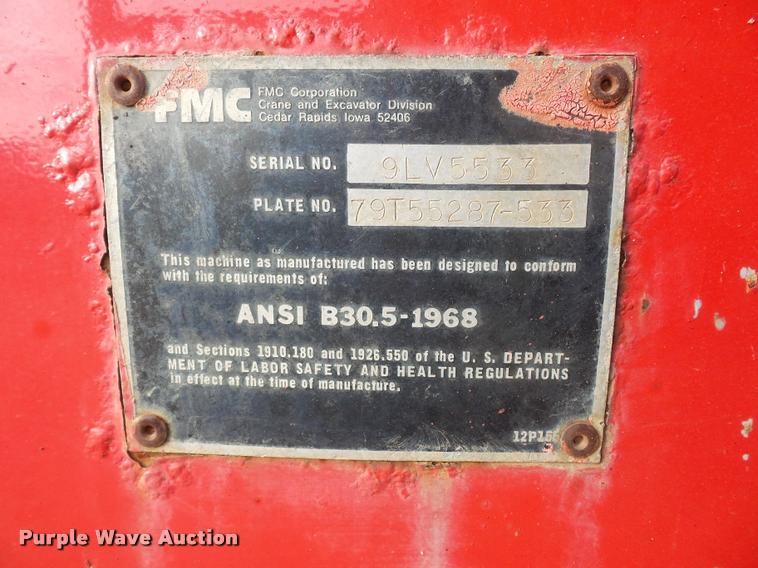 FMC
FMC Corporation
Crane and Excavator Division
Cedar Rapids Iowa 52406
SERIAL NO. 9LV5533
PLATE NO. 79T55287-533
This machine as manufactured has been designed to conform
with the requirements of:
ANSI B30.5-1968
and Sections 1910.180 and 1926.550 of the U. S. DEPART-
MENT OF LABOR SAFETY AND HEALTH REGULATIONS
in effect at the time of manufacture.
Purple Wave Auction